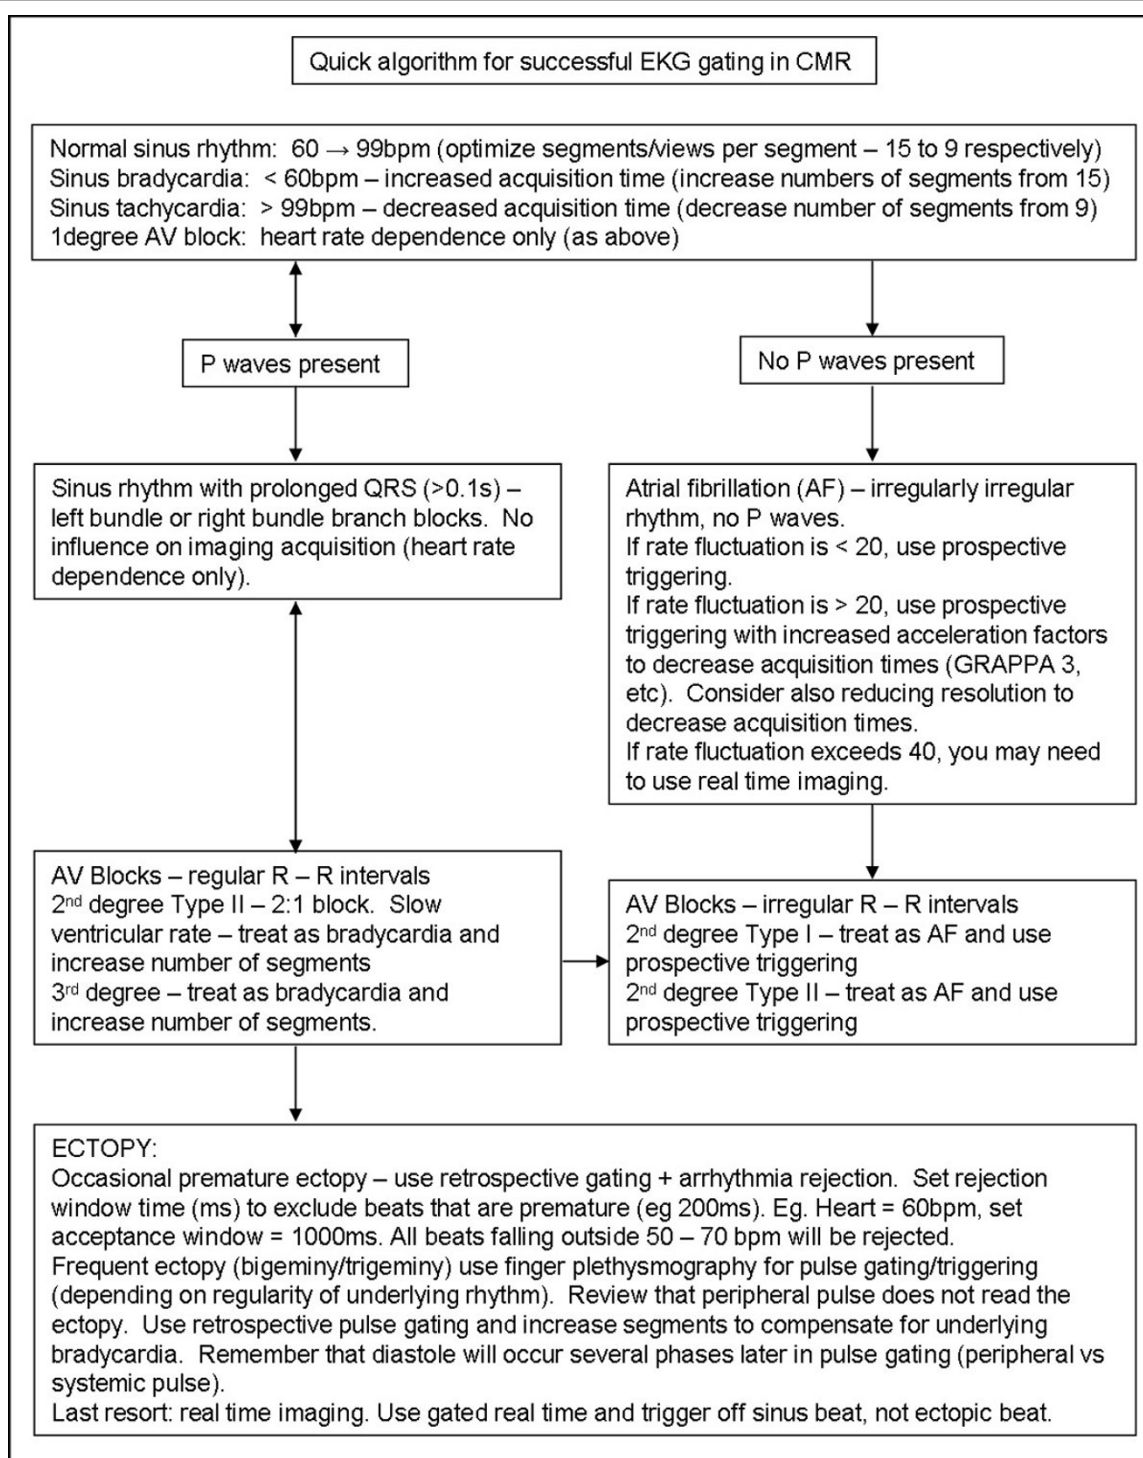 Quick algorithm for successful EKG gating in CMR
Normal sinus rhythm:  60 → 99bpm (optimize segments/views per segment – 15 to 9 respectively)
Sinus bradycardia:  < 60bpm – increased acquisition time (increase numbers of segments from 15)
Sinus tachycardia:  > 99bpm – decreased acquisition time (decrease number of segments from 9)
1degree AV block:  heart rate dependence only (as above)
P waves present
No P waves present
Sinus rhythm with prolonged QRS (>0.1s) –
left bundle or right bundle branch blocks.  No
influence on imaging acquisition (heart rate
dependence only).
Atrial fibrillation (AF) – irregularly irregular
rhythm, no P waves.
If rate fluctuation is < 20, use prospective
triggering.
If rate fluctuation is > 20, use prospective
triggering with increased acceleration factors
to decrease acquisition times (GRAPPA 3,
etc).  Consider also reducing resolution to
decrease acquisition times.
If rate fluctuation exceeds 40, you may need
to use real time imaging.
AV Blocks – regular R – R intervals
2nd degree Type II – 2:1 block.  Slow
ventricular rate – treat as bradycardia and
increase number of segments
3rd degree – treat as bradycardia and
increase number of segments.
AV Blocks – irregular R – R intervals
2nd degree Type I – treat as AF and use
prospective triggering
2nd degree Type II – treat as AF and use
prospective triggering
ECTOPY:
Occasional premature ectopy – use retrospective gating + arrhythmia rejection.  Set rejection
window time (ms) to exclude beats that are premature (eg 200ms). Eg. Heart = 60bpm, set
acceptance window = 1000ms. All beats falling outside 50 – 70 bpm will be rejected.
Frequent ectopy (bigeminy/trigeminy) use finger plethysmography for pulse gating/triggering
(depending on regularity of underlying rhythm).  Review that peripheral pulse does not read the
ectopy.  Use retrospective pulse gating and increase segments to compensate for underlying
bradycardia.  Remember that diastole will occur several phases later in pulse gating (peripheral vs
systemic pulse).
Last resort: real time imaging. Use gated real time and trigger off sinus beat, not ectopic beat.